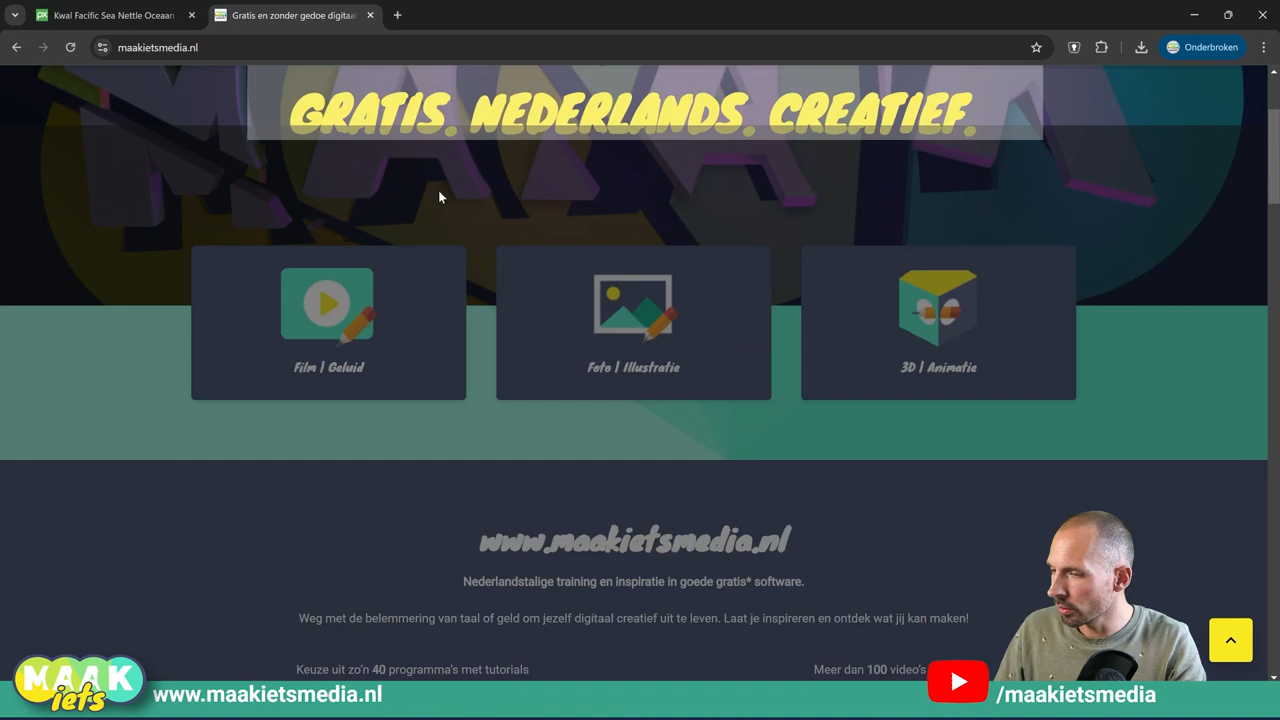 Kwal Facific Sea Nettle Oceaan
Gratis en zonder gedoe digitaal
maakietsmedia.nl
Onderbroken
GRATIS. NEDERLANDS. CREATIEF.
Film | Geluid
Foto | Illustratie
3D | Animatie
www.maakietsmedia.nl
Nederlandstalige training en inspiratie in goede gratis* software.
Weg met de belemmering van taal of geld om jezelf digitaal creatief uit te leven. Laat je inspireren en ontdek wat jij kan maken!
Keuze uit zo'n 40 programma's met tutorials
Meer dan 100 video's
MAAK
iets
www.maakietsmedia.nl
/maakietsmedia